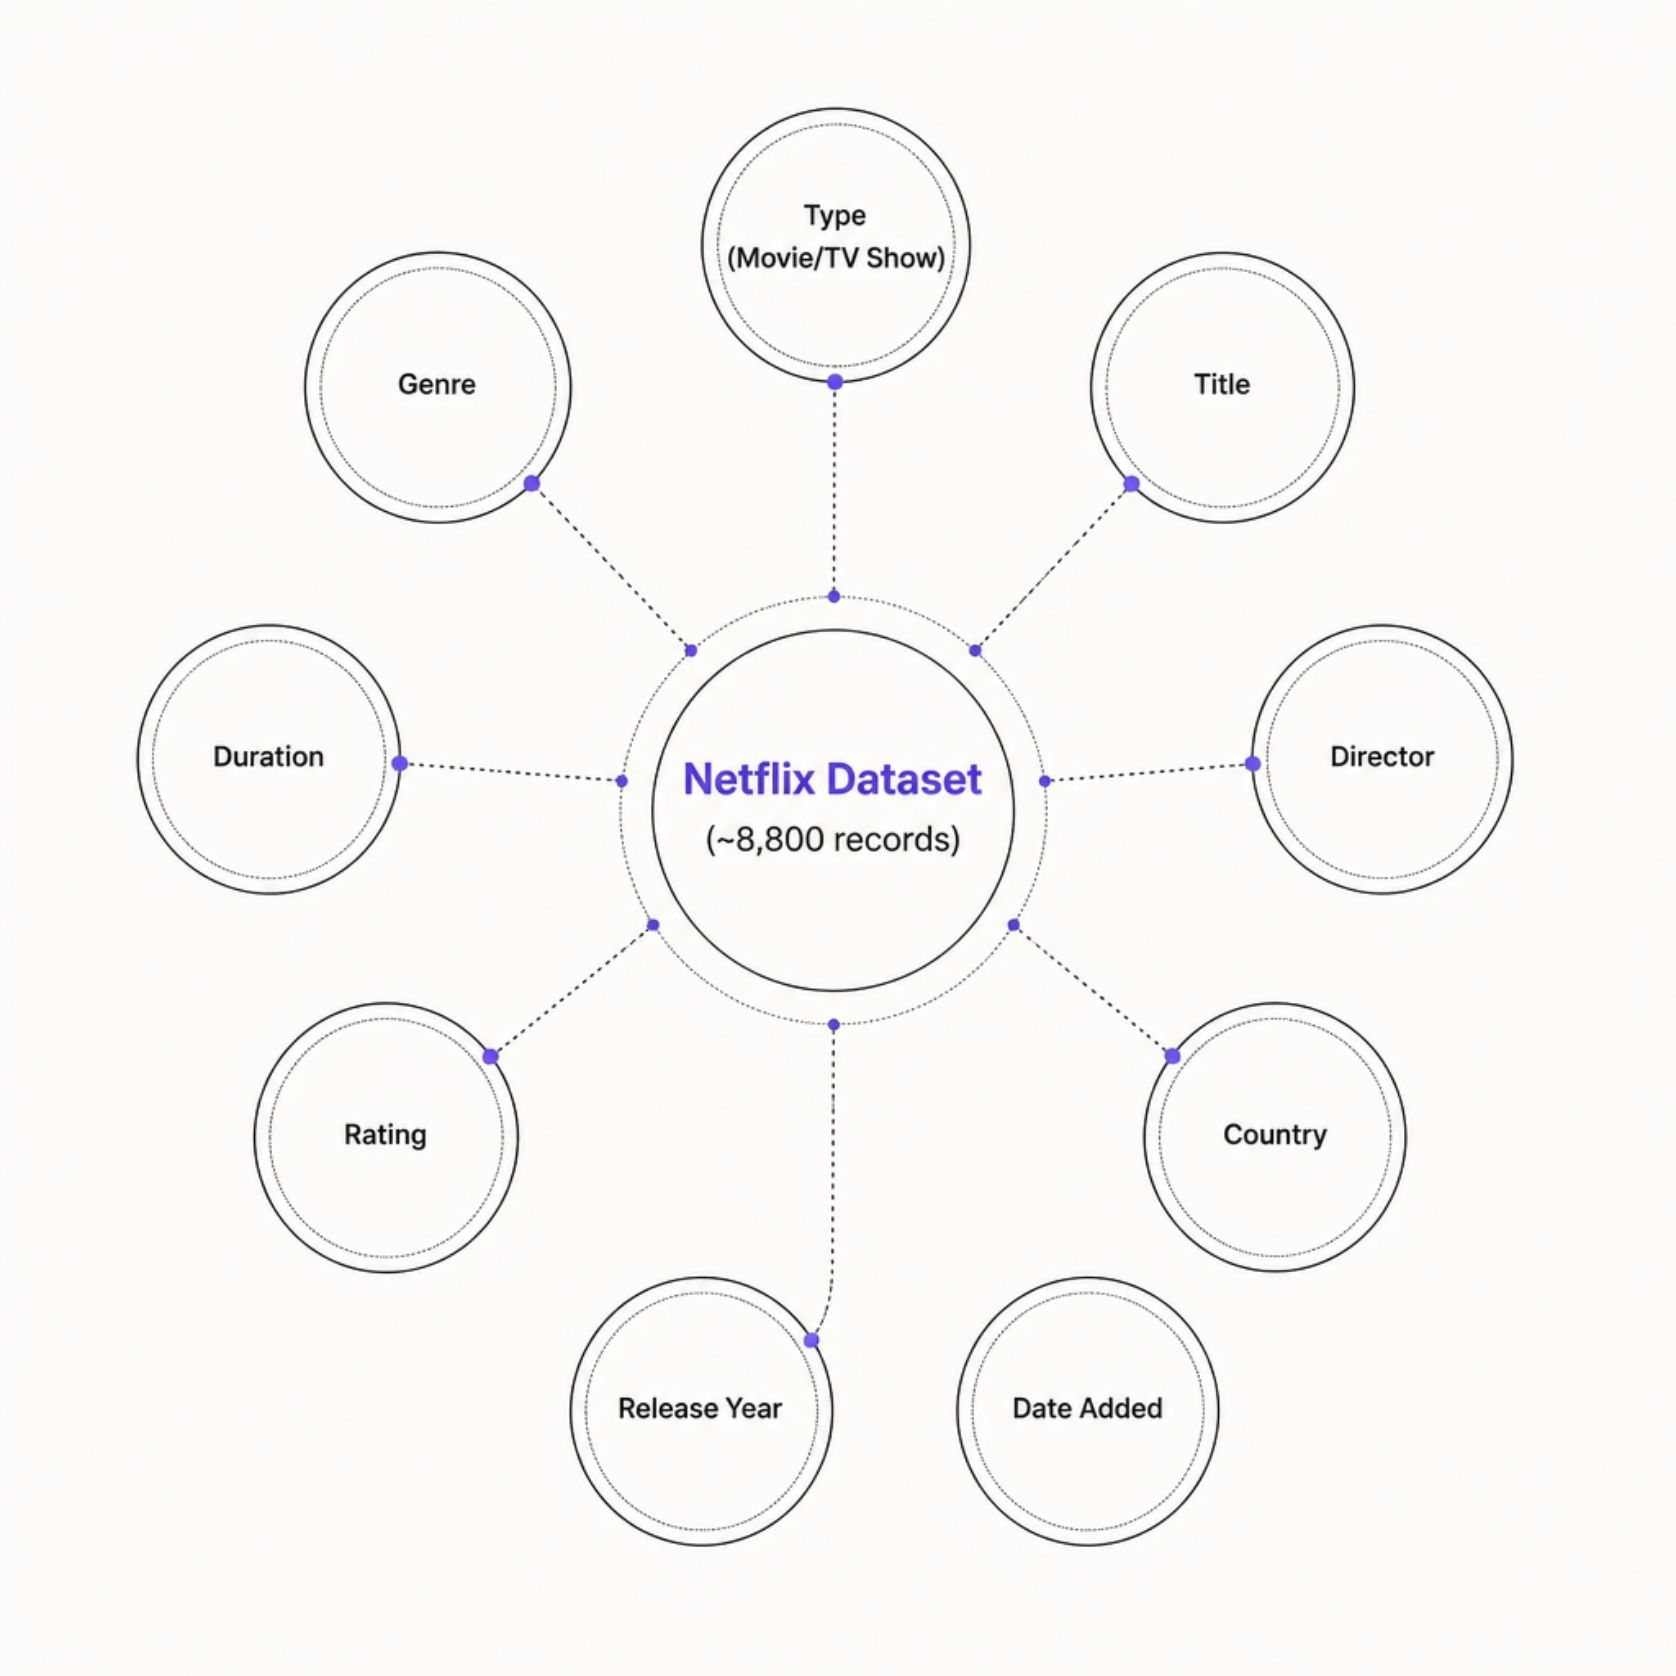 Type
(Movie/TV Show)
Genre
Title
Duration
Netflix Dataset
(~8,800 records)
Director
Rating
Country
Release Year
Date Added